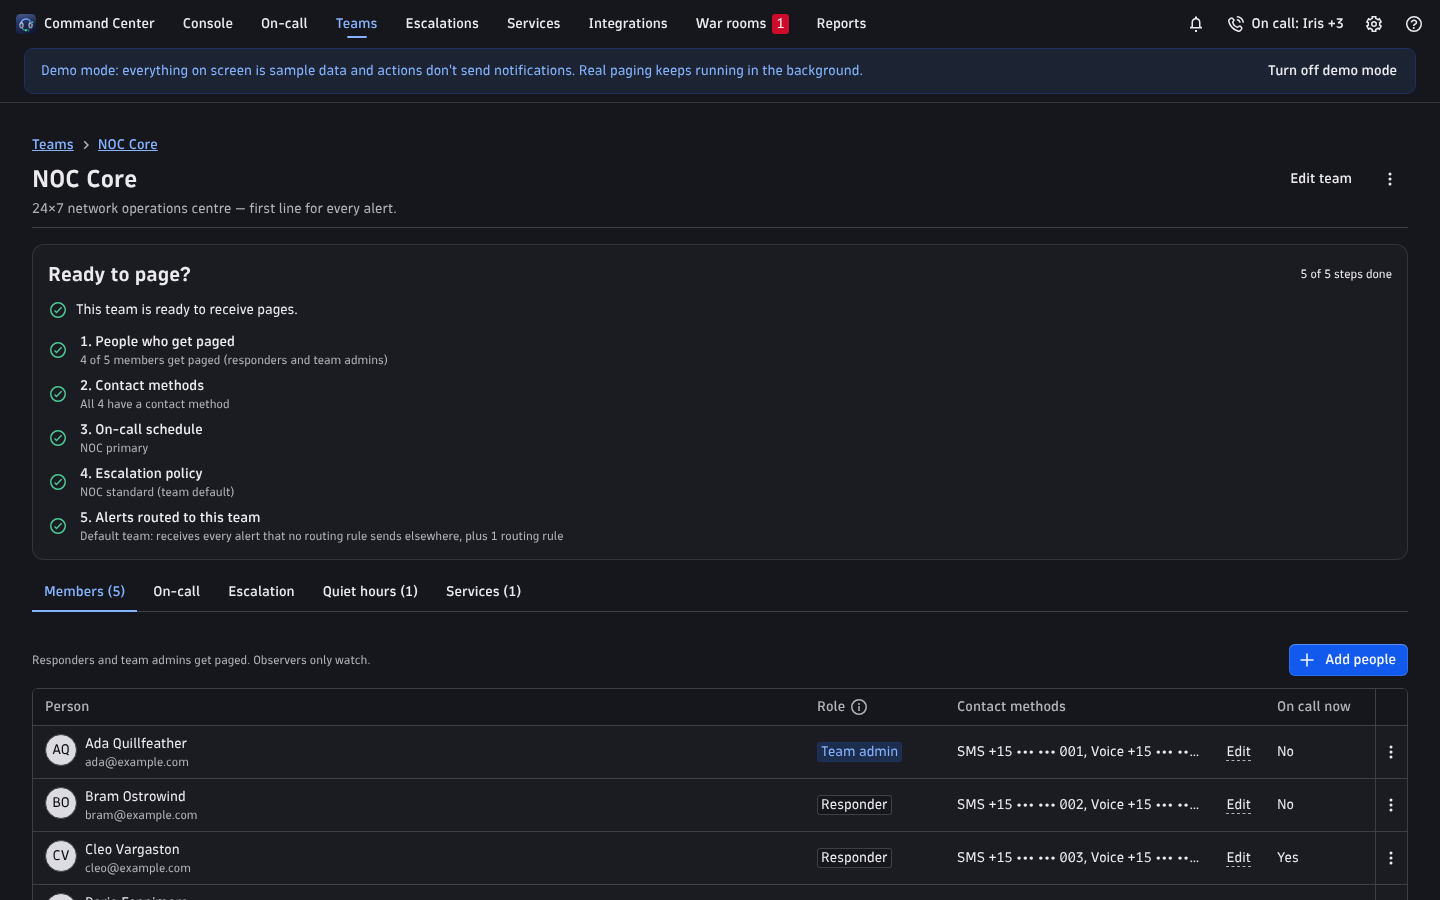 Command Center
Console
On-call
Teams
Escalations
Services
Integrations
War rooms 1
Reports
On call: Iris +3
Demo mode: everything on screen is sample data and actions don't send notifications. Real paging keeps running in the background.
Turn off demo mode
Teams > NOC Core
NOC Core
Edit team
24×7 network operations centre — first line for every alert.
Ready to page?
5 of 5 steps done
This team is ready to receive pages.
1. People who get paged
4 of 5 members get paged (responders and team admins)
2. Contact methods
All 4 have a contact method
3. On-call schedule
NOC primary
4. Escalation policy
NOC standard (team default)
5. Alerts routed to this team
Default team: receives every alert that no routing rule sends elsewhere, plus 1 routing rule
Members (5)
On-call
Escalation
Quiet hours (1)
Services (1)
Responders and team admins get paged. Observers only watch.
Add people
Person
Role
Contact methods
On call now
AQ
Ada Quillfeather
ada@example.com
Team admin
SMS +15 ••• ••• 001, Voice +15 ••• ••…
Edit
No
BO
Bram Ostrowind
bram@example.com
Responder
SMS +15 ••• ••• 002, Voice +15 ••• ••…
Edit
No
CV
Cleo Vargaston
cleo@example.com
Responder
SMS +15 ••• ••• 003, Voice +15 ••• ••…
Edit
Yes